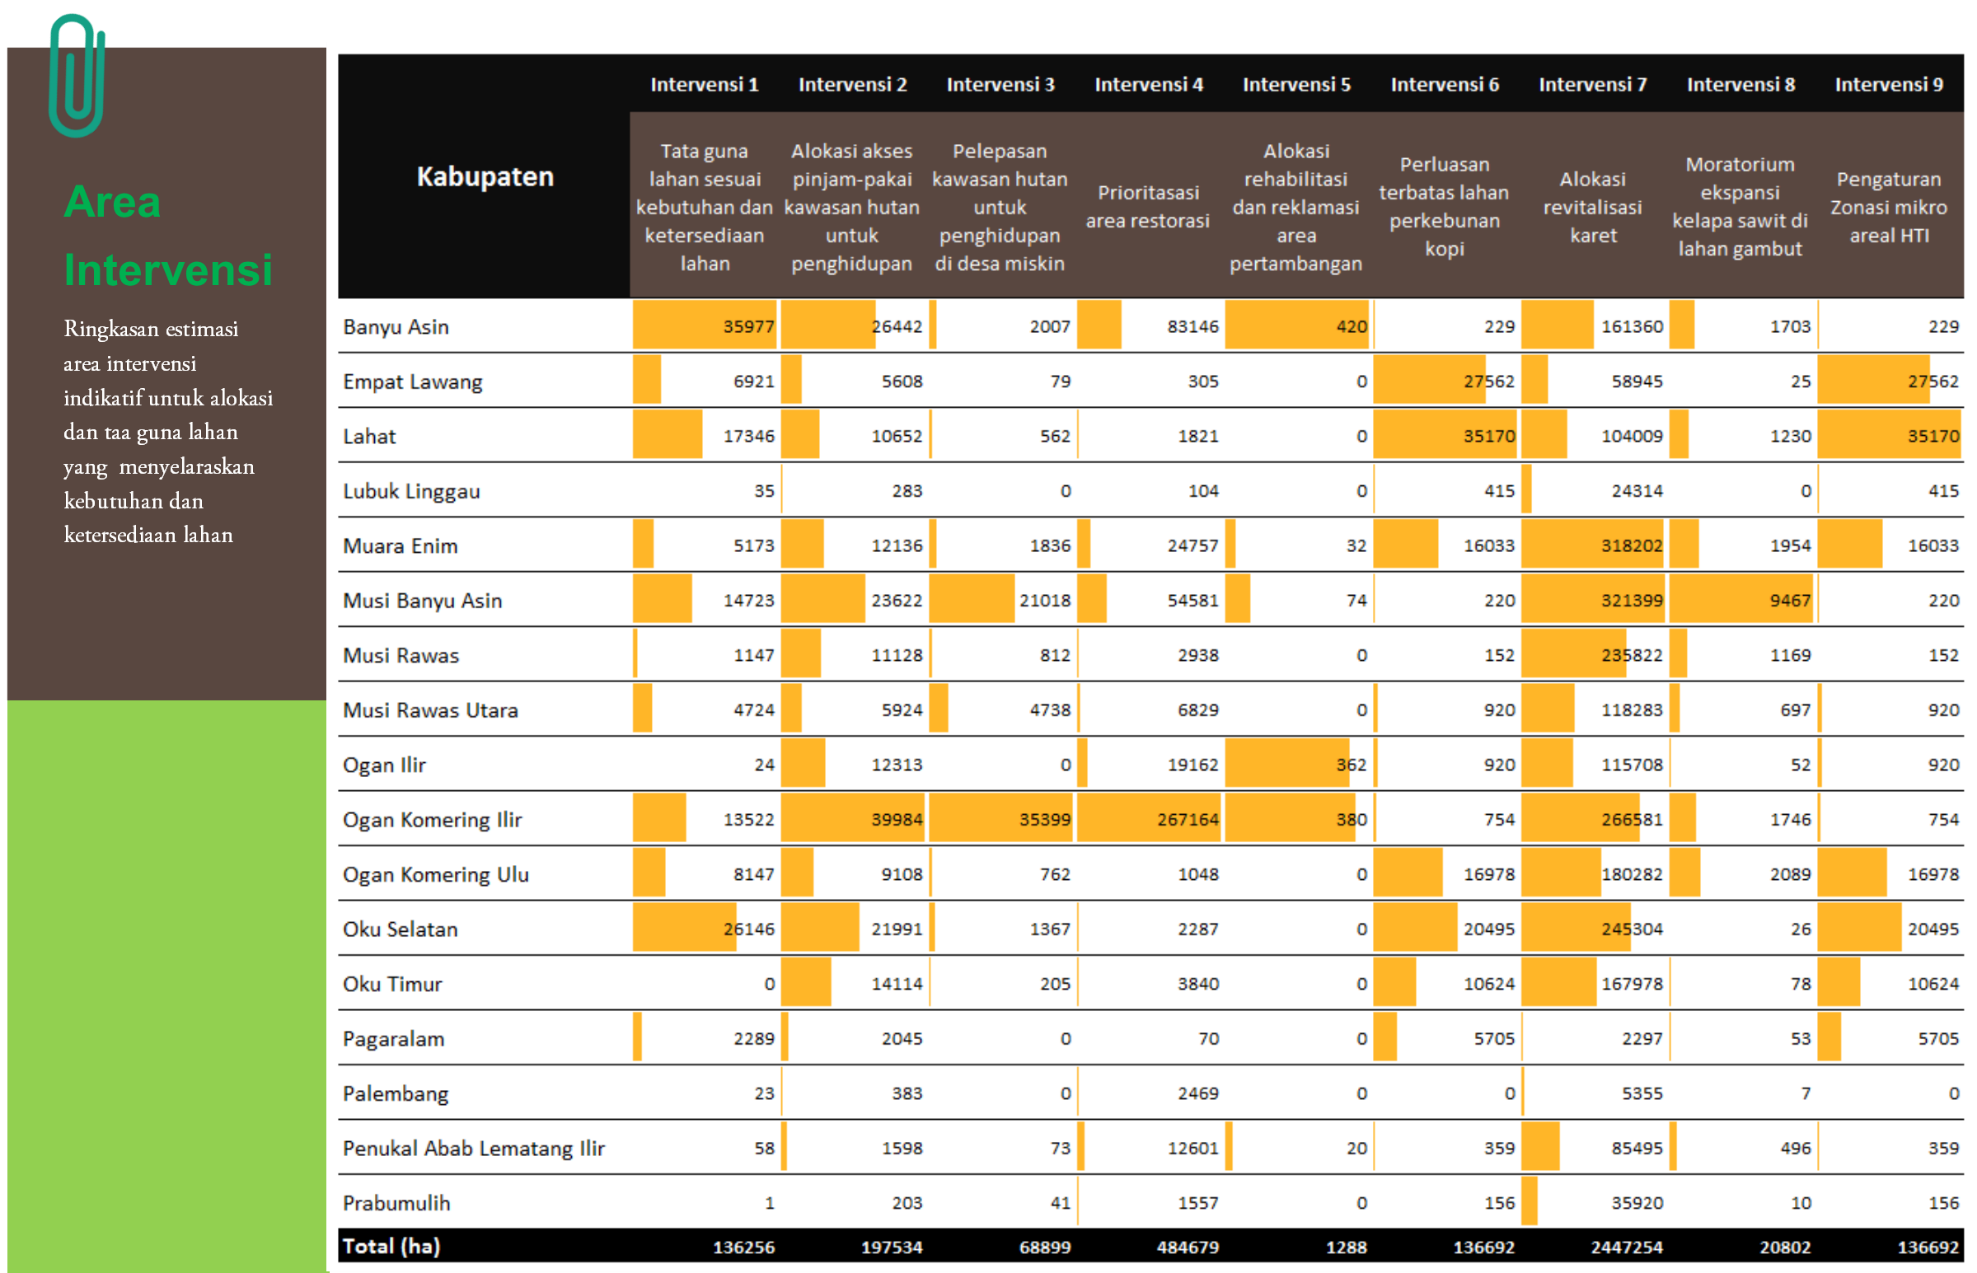 Area
Intervensi
Ringkasan estimasi
area intervensi
indikatif untuk alokasi
dan taa guna lahan
yang menyelaraskan
kebutuhan dan
ketersediaan lahan
Kabupaten Intervensi 1 Intervensi 2 Intervensi 3 Intervensi 4 Intervensi 5 Intervensi 6 Intervensi 7 Intervensi 8 Intervensi 9
Tata guna
lahan sesuai
kebutuhan dan
ketersediaan
lahan
Alokasi akses
pinjam-pakai
kawasan hutan
untuk
penghidupan
Pelepasan
kawasan hutan
untuk
penghidupan
di desa miskin
Prioritasasi
area restorasi
Alokasi
rehabilitasi
dan reklamasi
area
pertambangan
Perluasan
terbatas lahan
perkebunan
kopi
Alokasi
revitalisasi
karet
Moratorium
ekspansi
kelapa sawit di
lahan gambut
Pengaturan
Zonasi mikro
areal HTI
Banyu Asin 35977 26442 2007 83146 420 229 161360 1703 229
Empat Lawang 6921 5608 79 305 0 27562 58945 25 27562
Lahat 17346 10652 562 1821 0 35170 104009 1230 35170
Lubuk Linggau 35 283 0 104 0 415 24314 0 415
Muara Enim 5173 12136 1836 24757 32 16033 318202 1954 16033
Musi Banyu Asin 14723 23622 21018 54581 74 220 321399 9467 220
Musi Rawas 1147 11128 812 2938 0 152 235822 1169 152
Musi Rawas Utara 4724 5924 4738 6829 0 920 118283 697 920
Ogan Ilir 24 12313 0 19162 362 920 115708 52 920
Ogan Komering Ilir 13522 39984 35399 267164 380 754 266581 1746 754
Ogan Komering Ulu 8147 9108 762 1048 0 16978 180282 2089 16978
Oku Selatan 26146 21991 1367 2287 0 20495 245304 26 20495
Oku Timur 0 14114 205 3840 0 10624 167978 78 10624
Pagaralam 2289 2045 0 70 0 5705 2297 53 5705
Palembang 23 383 0 2469 0 0 5355 7 0
Penukal Abab Lematang Ilir 58 1598 73 12601 20 359 85495 496 359
Prabumulih 1 203 41 1557 0 156 35920 10 156
Total (ha) 136256 197534 68899 484679 1288 136692 2447254 20802 136692